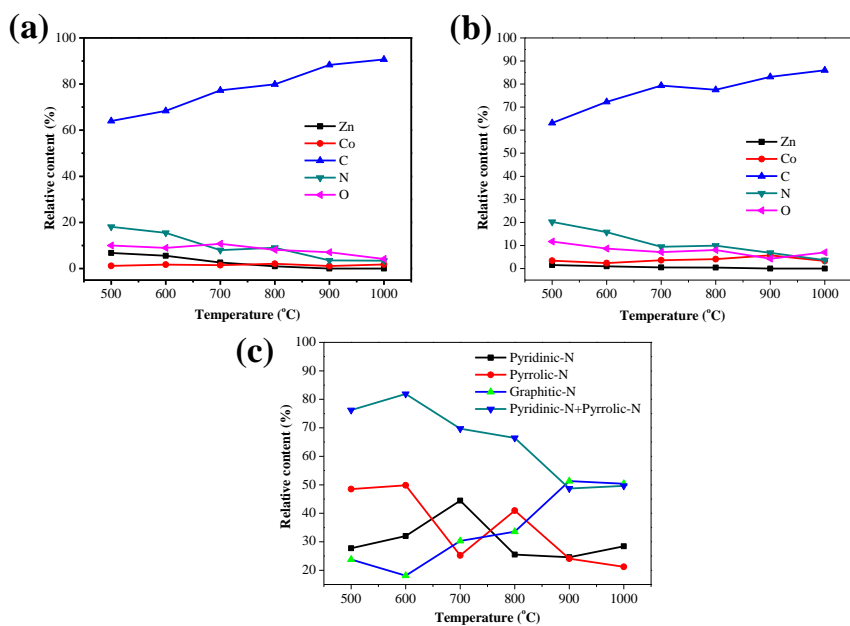 (a)
100
80
60
40
20
0
Relative content (%)
Zn
Co
C
N
O
500 600 700 800 900 1000
Temperature (°C)
(b)
100
90
80
70
60
50
40
30
20
10
0
Relative content (%)
Zn
Co
C
N
O
500 600 700 800 900 1000
Temperature (°C)
(c)
100
90
80
70
60
50
40
30
20
Relative content (%)
Pyridinic-N
Pyrrolic-N
Graphitic-N
Pyridinic-N+Pyrrolic-N
500 600 700 800 900 1000
Temperature (°C)